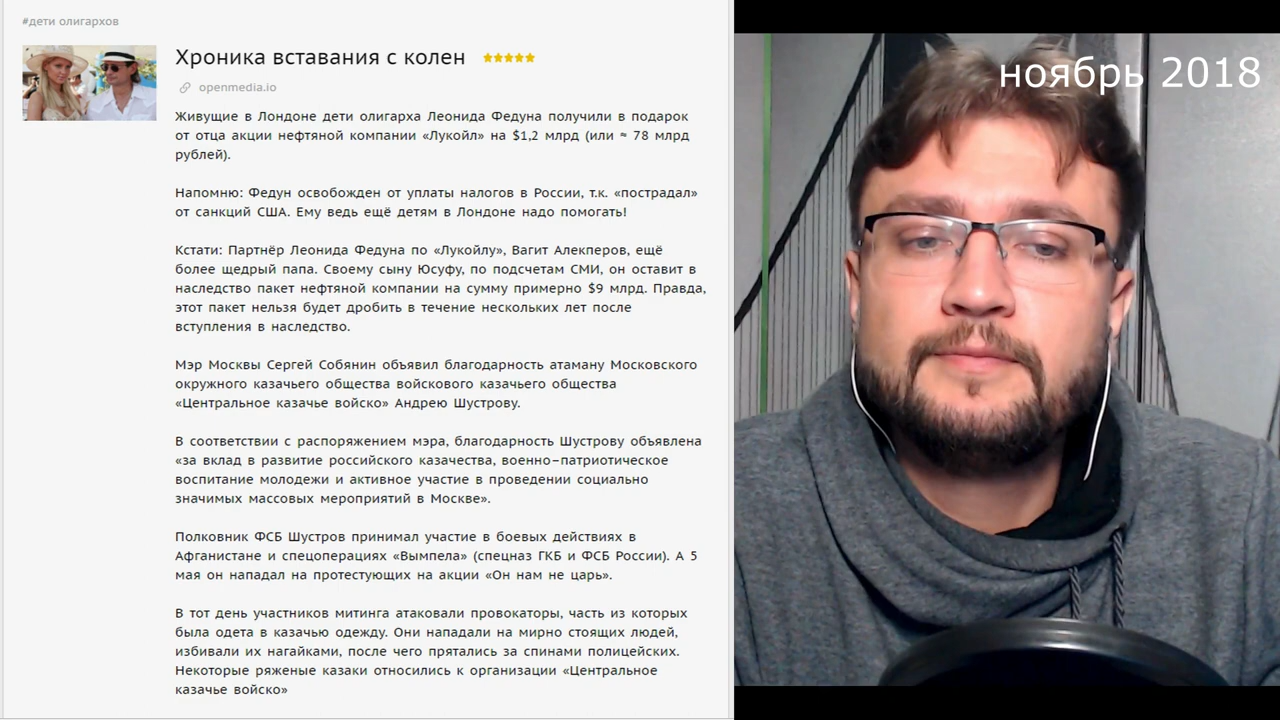 #дети олигархов
Хроника вставания с колен
openmedia.io
Живущие в Лондоне дети олигарха Леонида Федуна получили в подарок
от отца акции нефтяной компании «Лукойл» на $1,2 млрд (или ≈ 78 млрд
рублей).
Напомню: Федун освобожден от уплаты налогов в России, т.к. «пострадал»
от санкций США. Ему ведь ещё детям в Лондоне надо помогать!
Кстати: Партнёр Леонида Федуна по «Лукойлу», Вагит Алекперов, ещё
более щедрый папа. Своему сыну Юсуфу, по подсчетам СМИ, он оставит в
наследство пакет нефтяной компании на сумму примерно $9 млрд. Правда,
этот пакет нельзя будет дробить в течение нескольких лет после
вступления в наследство.
Мэр Москвы Сергей Собянин объявил благодарность атаману Московского
окружного казачьего общества войскового казачьего общества
«Центральное казачье войско» Андрею Шустрову.
В соответствии с распоряжением мэра, благодарность Шустрову объявлена
«за вклад в развитие российского казачества, военно–патриотическое
воспитание молодежи и активное участие в проведении социально
значимых массовых мероприятий в Москве».
Полковник ФСБ Шустров принимал участие в боевых действиях в
Афганистане и спецоперациях «Вымпела» (спецназ ГКБ и ФСБ России). А 5
мая он нападал на протестующих на акции «Он нам не царь».
В тот день участников митинга атаковали провокаторы, часть из которых
была одета в казачью одежду. Они нападали на мирно стоящих людей,
избивали их нагайками, после чего прятались за спинами полицейских.
Некоторые ряженые казаки относились к организации «Центральное
казачье войско»
ноябрь 2018